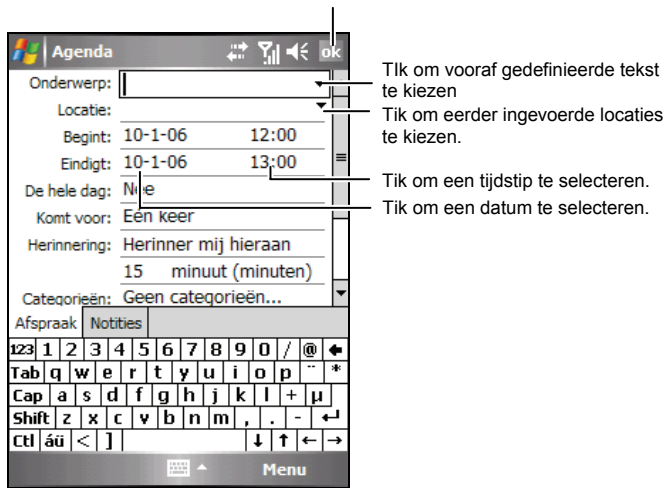 Agenda ok
Onderwerp:
Locatie:
Begint: 10-1-06 12:00
Eindigt: 10-1-06 13:00
De hele dag: Nee
Komt voor: Eén keer
Herinnering: Herinner mij hieraan
15 minuut (minuten)
Categorieën: Geen categorieën...
Afspraak Notities
123 1 2 3 4 5 6 7 8 9 0 / @
Tab q w e r t y u i o p ¨ *
Cap a s d f g h j k l + µ
Shift z x c v b n m , . - ↵
Ctl áü < ] ↓ ↑ ← →
Menu
TIk om vooraf gedefinieerde tekst
te kiezen
Tik om eerder ingevoerde locaties
te kiezen.
Tik om een tijdstip te selecteren.
Tik om een datum te selecteren.